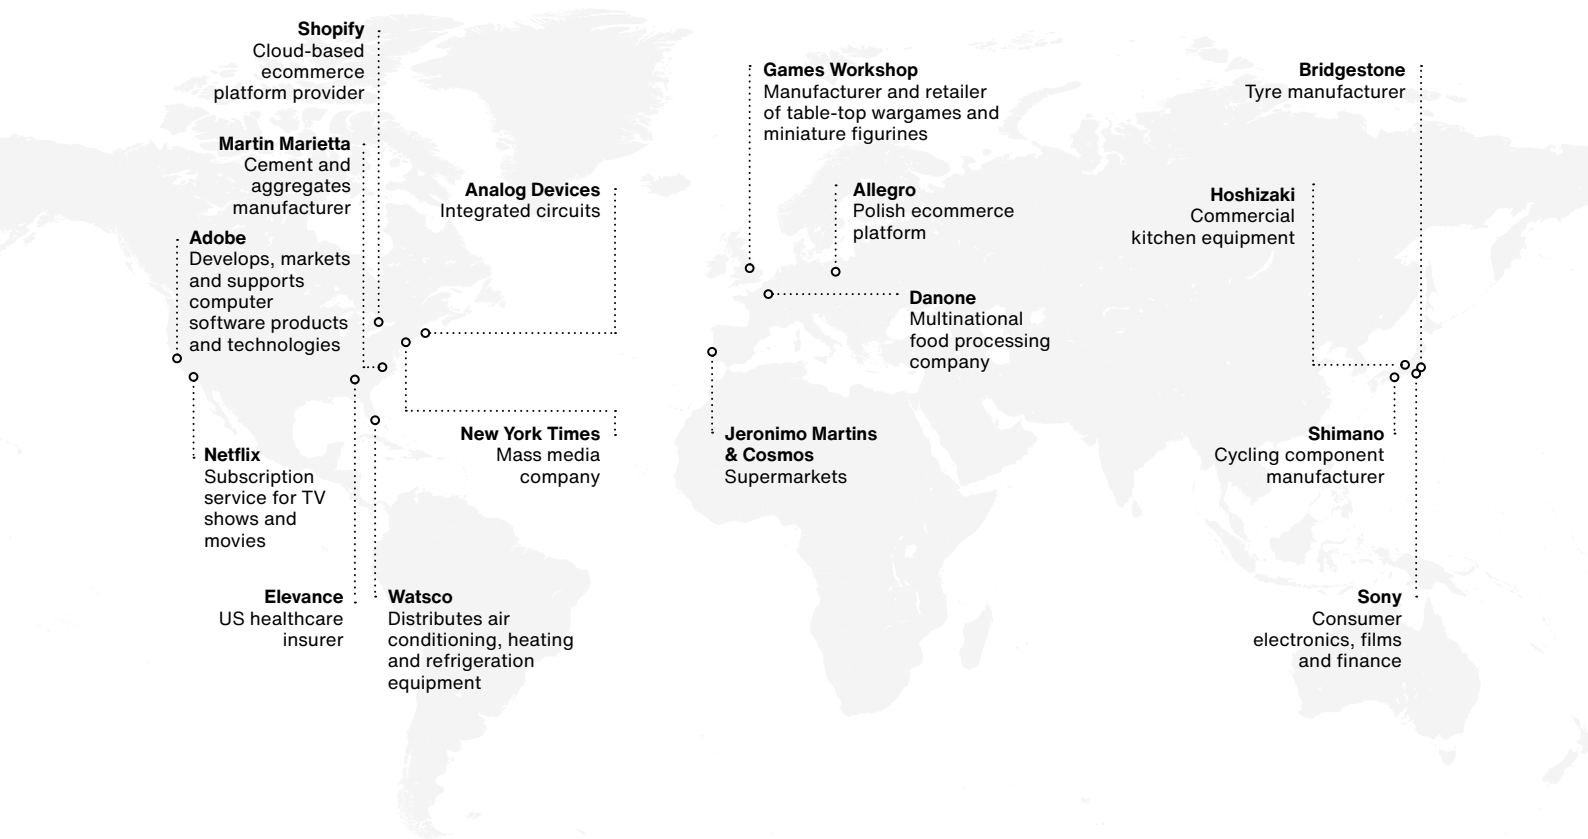 Shopify
Cloud-based
ecommerce
platform provider
Martin Marietta
Cement and
aggregates
manufacturer
Adobe
Develops, markets
and supports
computer
software products
and technologies
Analog Devices
Integrated circuits
Netflix
Subscription
service for TV
shows and
movies
New York Times
Mass media
company
Elevance
US healthcare
insurer
Watsco
Distributes air
conditioning, heating
and refrigeration
equipment
Games Workshop
Manufacturer and retailer
of table-top wargames and
miniature figurines
Allegro
Polish ecommerce
platform
Danone
Multinational
food processing
company
Jeronimo Martins
& Cosmos
Supermarkets
Bridgestone
Tyre manufacturer
Hoshizaki
Commercial
kitchen equipment
Shimano
Cycling component
manufacturer
Sony
Consumer
electronics, films
and finance